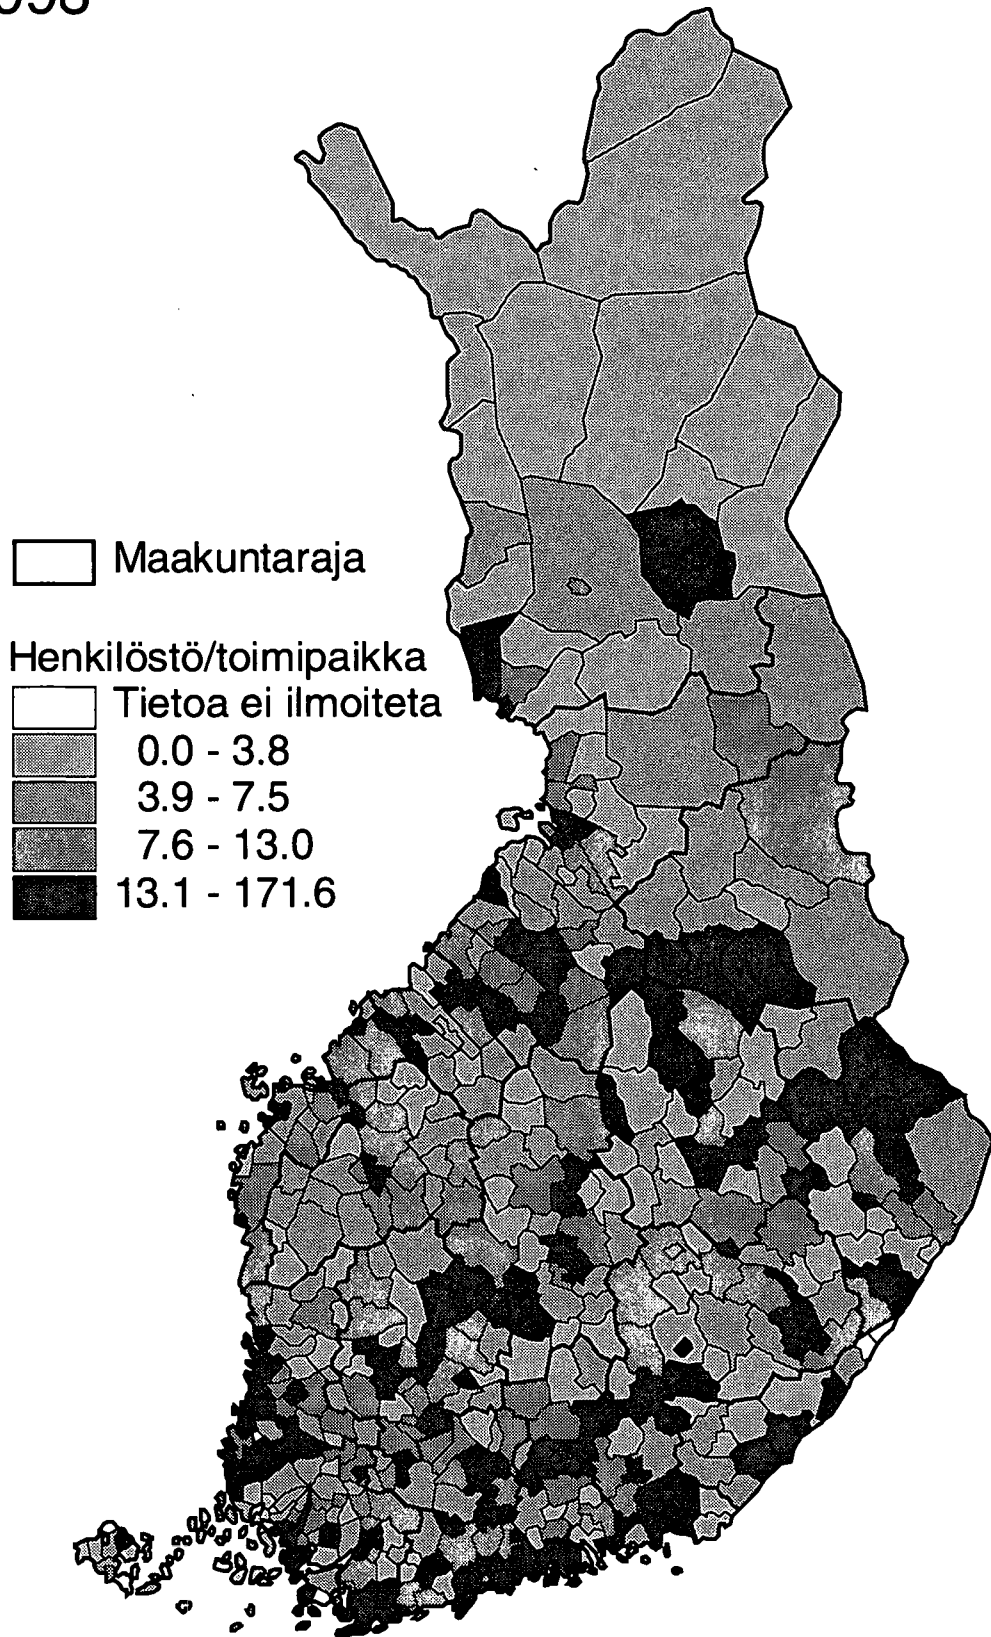 Maakuntaraja
Henkilöstö/toimipaikka
Tietoa ei ilmoiteta
0.0 - 3.8
3.9 - 7.5
7.6 - 13.0
13.1 - 171.6